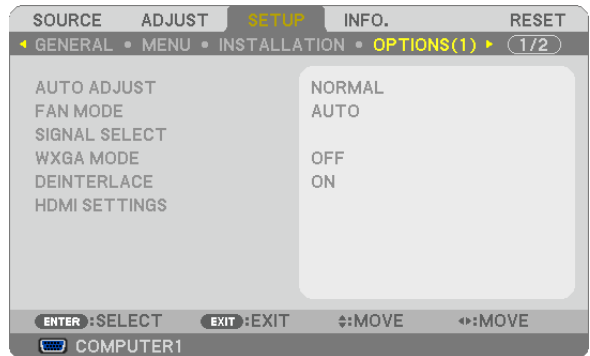 SOURCE ADJUST SETUP INFO. RESET
GENERAL • MENU • INSTALLATION • OPTIONS(1) 1/2
AUTO ADJUST NORMAL
FAN MODE AUTO
SIGNAL SELECT
WXGA MODE OFF
DEINTERLACE ON
HDMI SETTINGS
ENTER :SELECT EXIT :EXIT :MOVE :MOVE
COMPUTER1